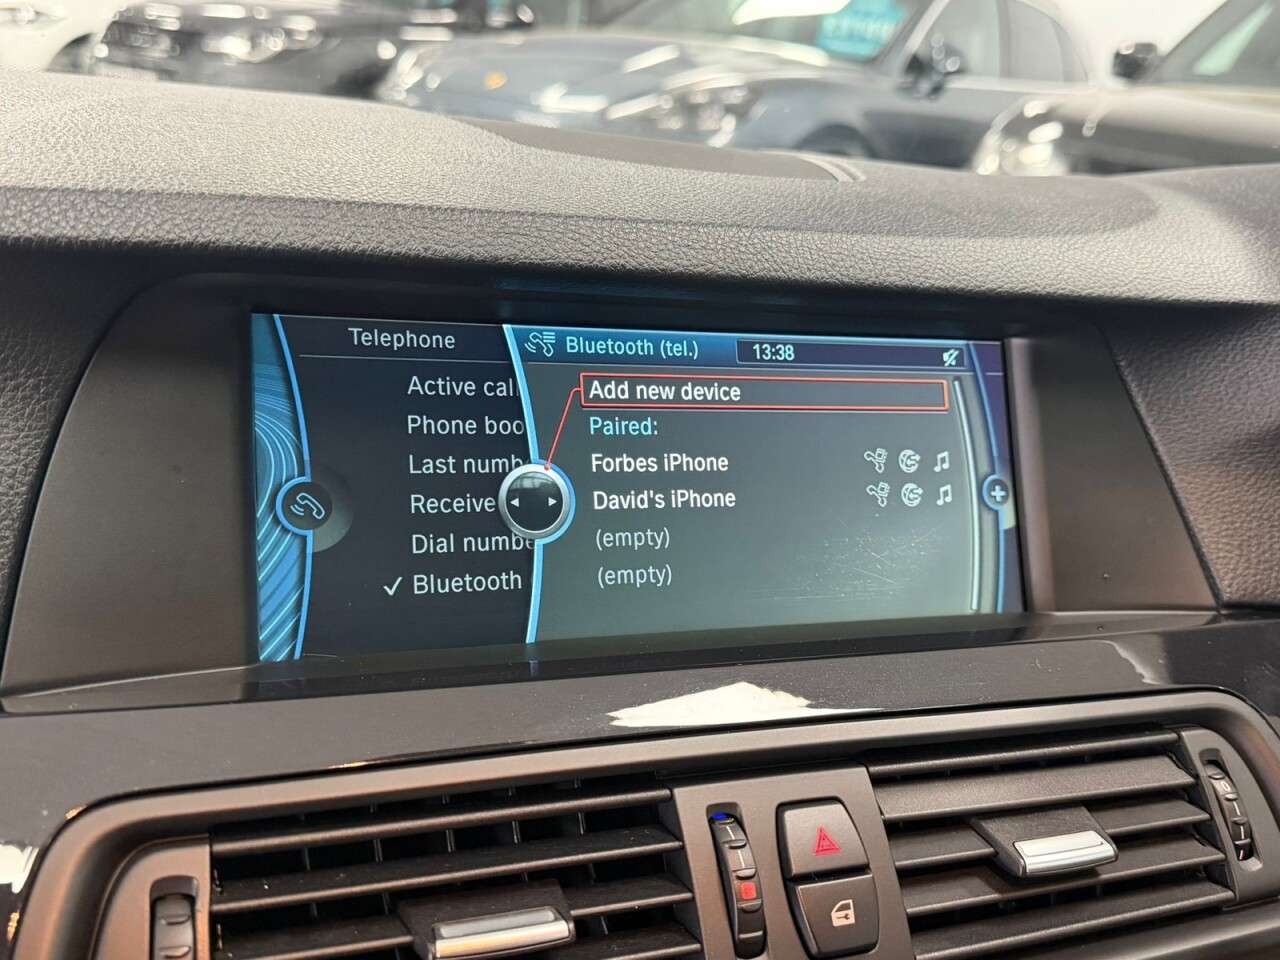 Telephone
Active cal
Phone boo
Last numb
Receive
Dial numbe
Bluetooth
Bluetooth (tel.)
13:38
Add new device
Paired:
Forbes iPhone
David's iPhone
(empty)
(empty)